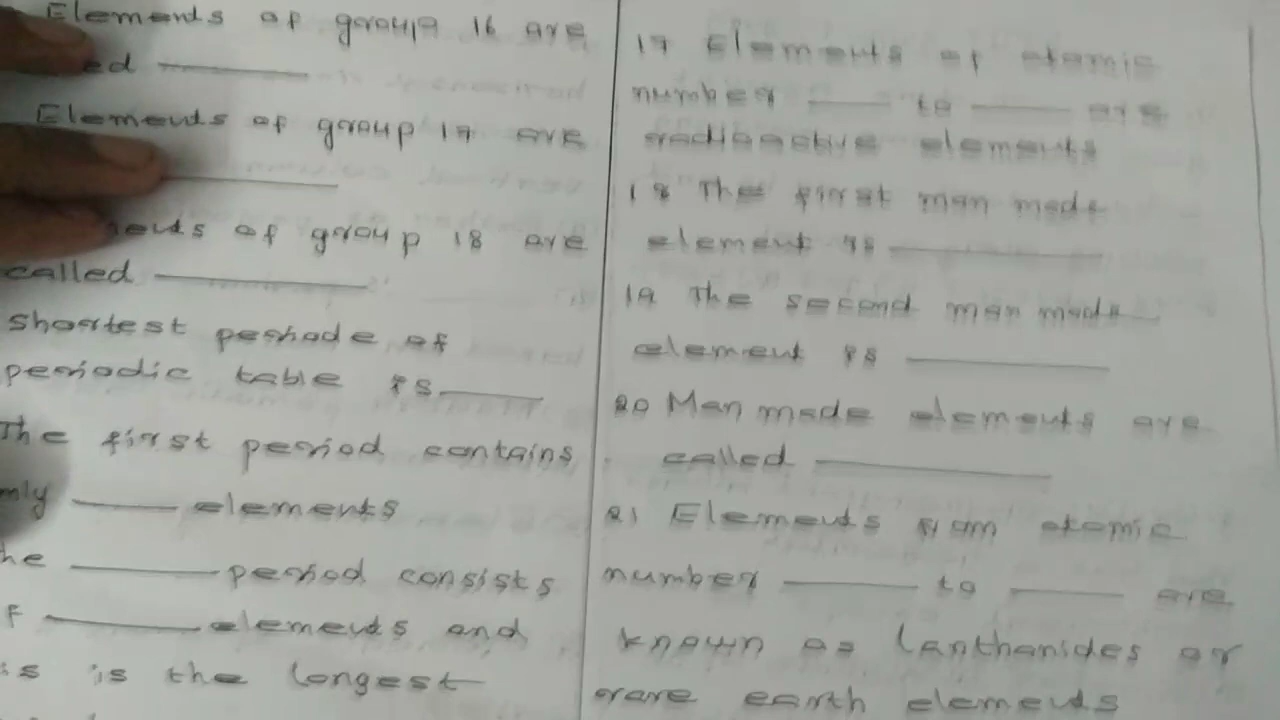 Elements of group 16 are
ed
Elements of group 17 are
ments of group 18 are
called
Shortest periode of
periodic table is
The first period contains
only elements
he period consists
f elements and
is is the longest
17 Elements of atomic
number to are
radioactive elements
18 The first man made
element is
19 The second man made
element is
20 Man made elements are
called
21 Elements from atomic
number to are
known as lanthanides or
rare earth elements